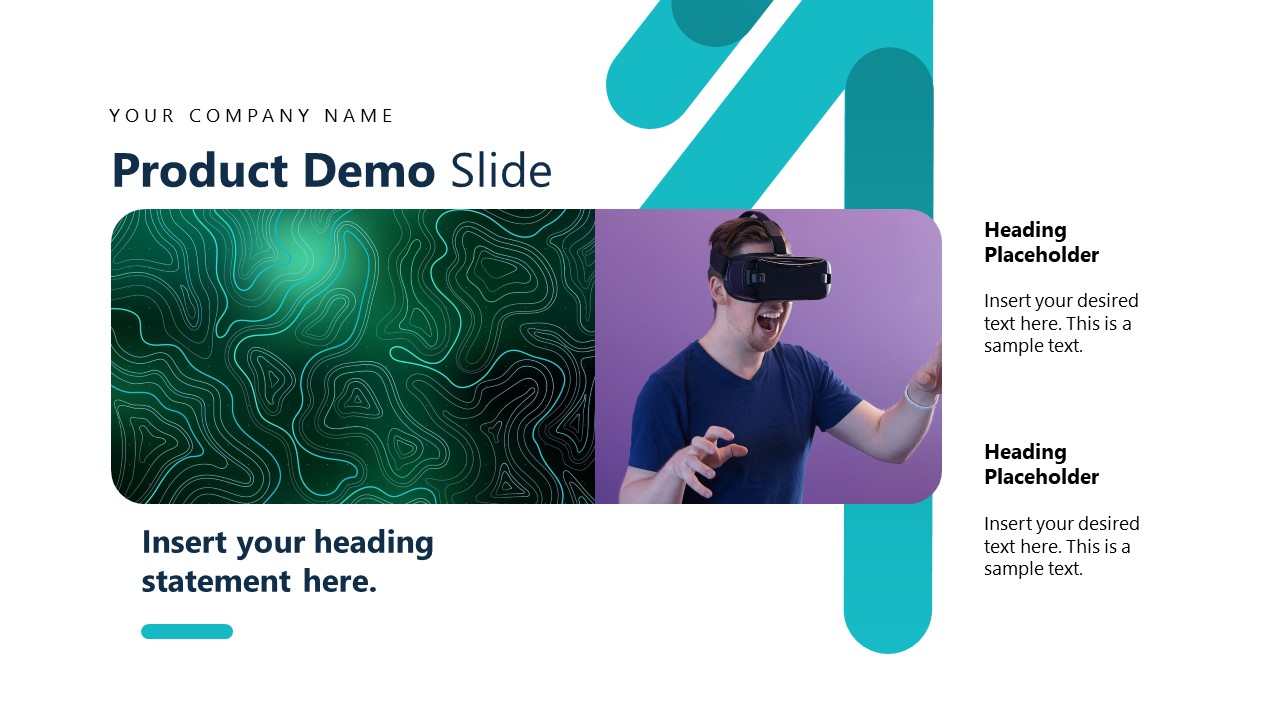 YOUR COMPANY NAME
Product Demo Slide
Heading
Placeholder
Insert your desired
text here. This is a
sample text.
Heading
Placeholder
Insert your desired
text here. This is a
sample text.
Insert your heading
statement here.